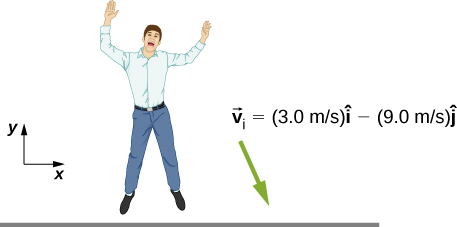 v⃗ᵢ = (3.0 m/s)î − (9.0 m/s)ĵ
y
x